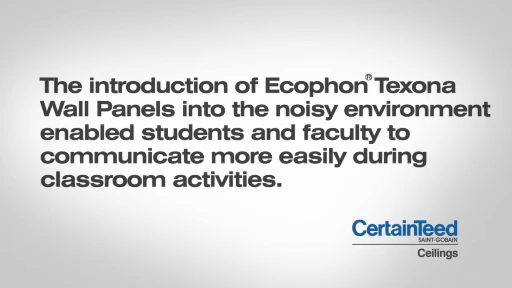 The introduction of Ecophon® Texona
Wall Panels into the noisy environment
enabled students and faculty to
communicate more easily during
classroom activities.
CertainTeed
SAINT-GOBAIN
Ceilings